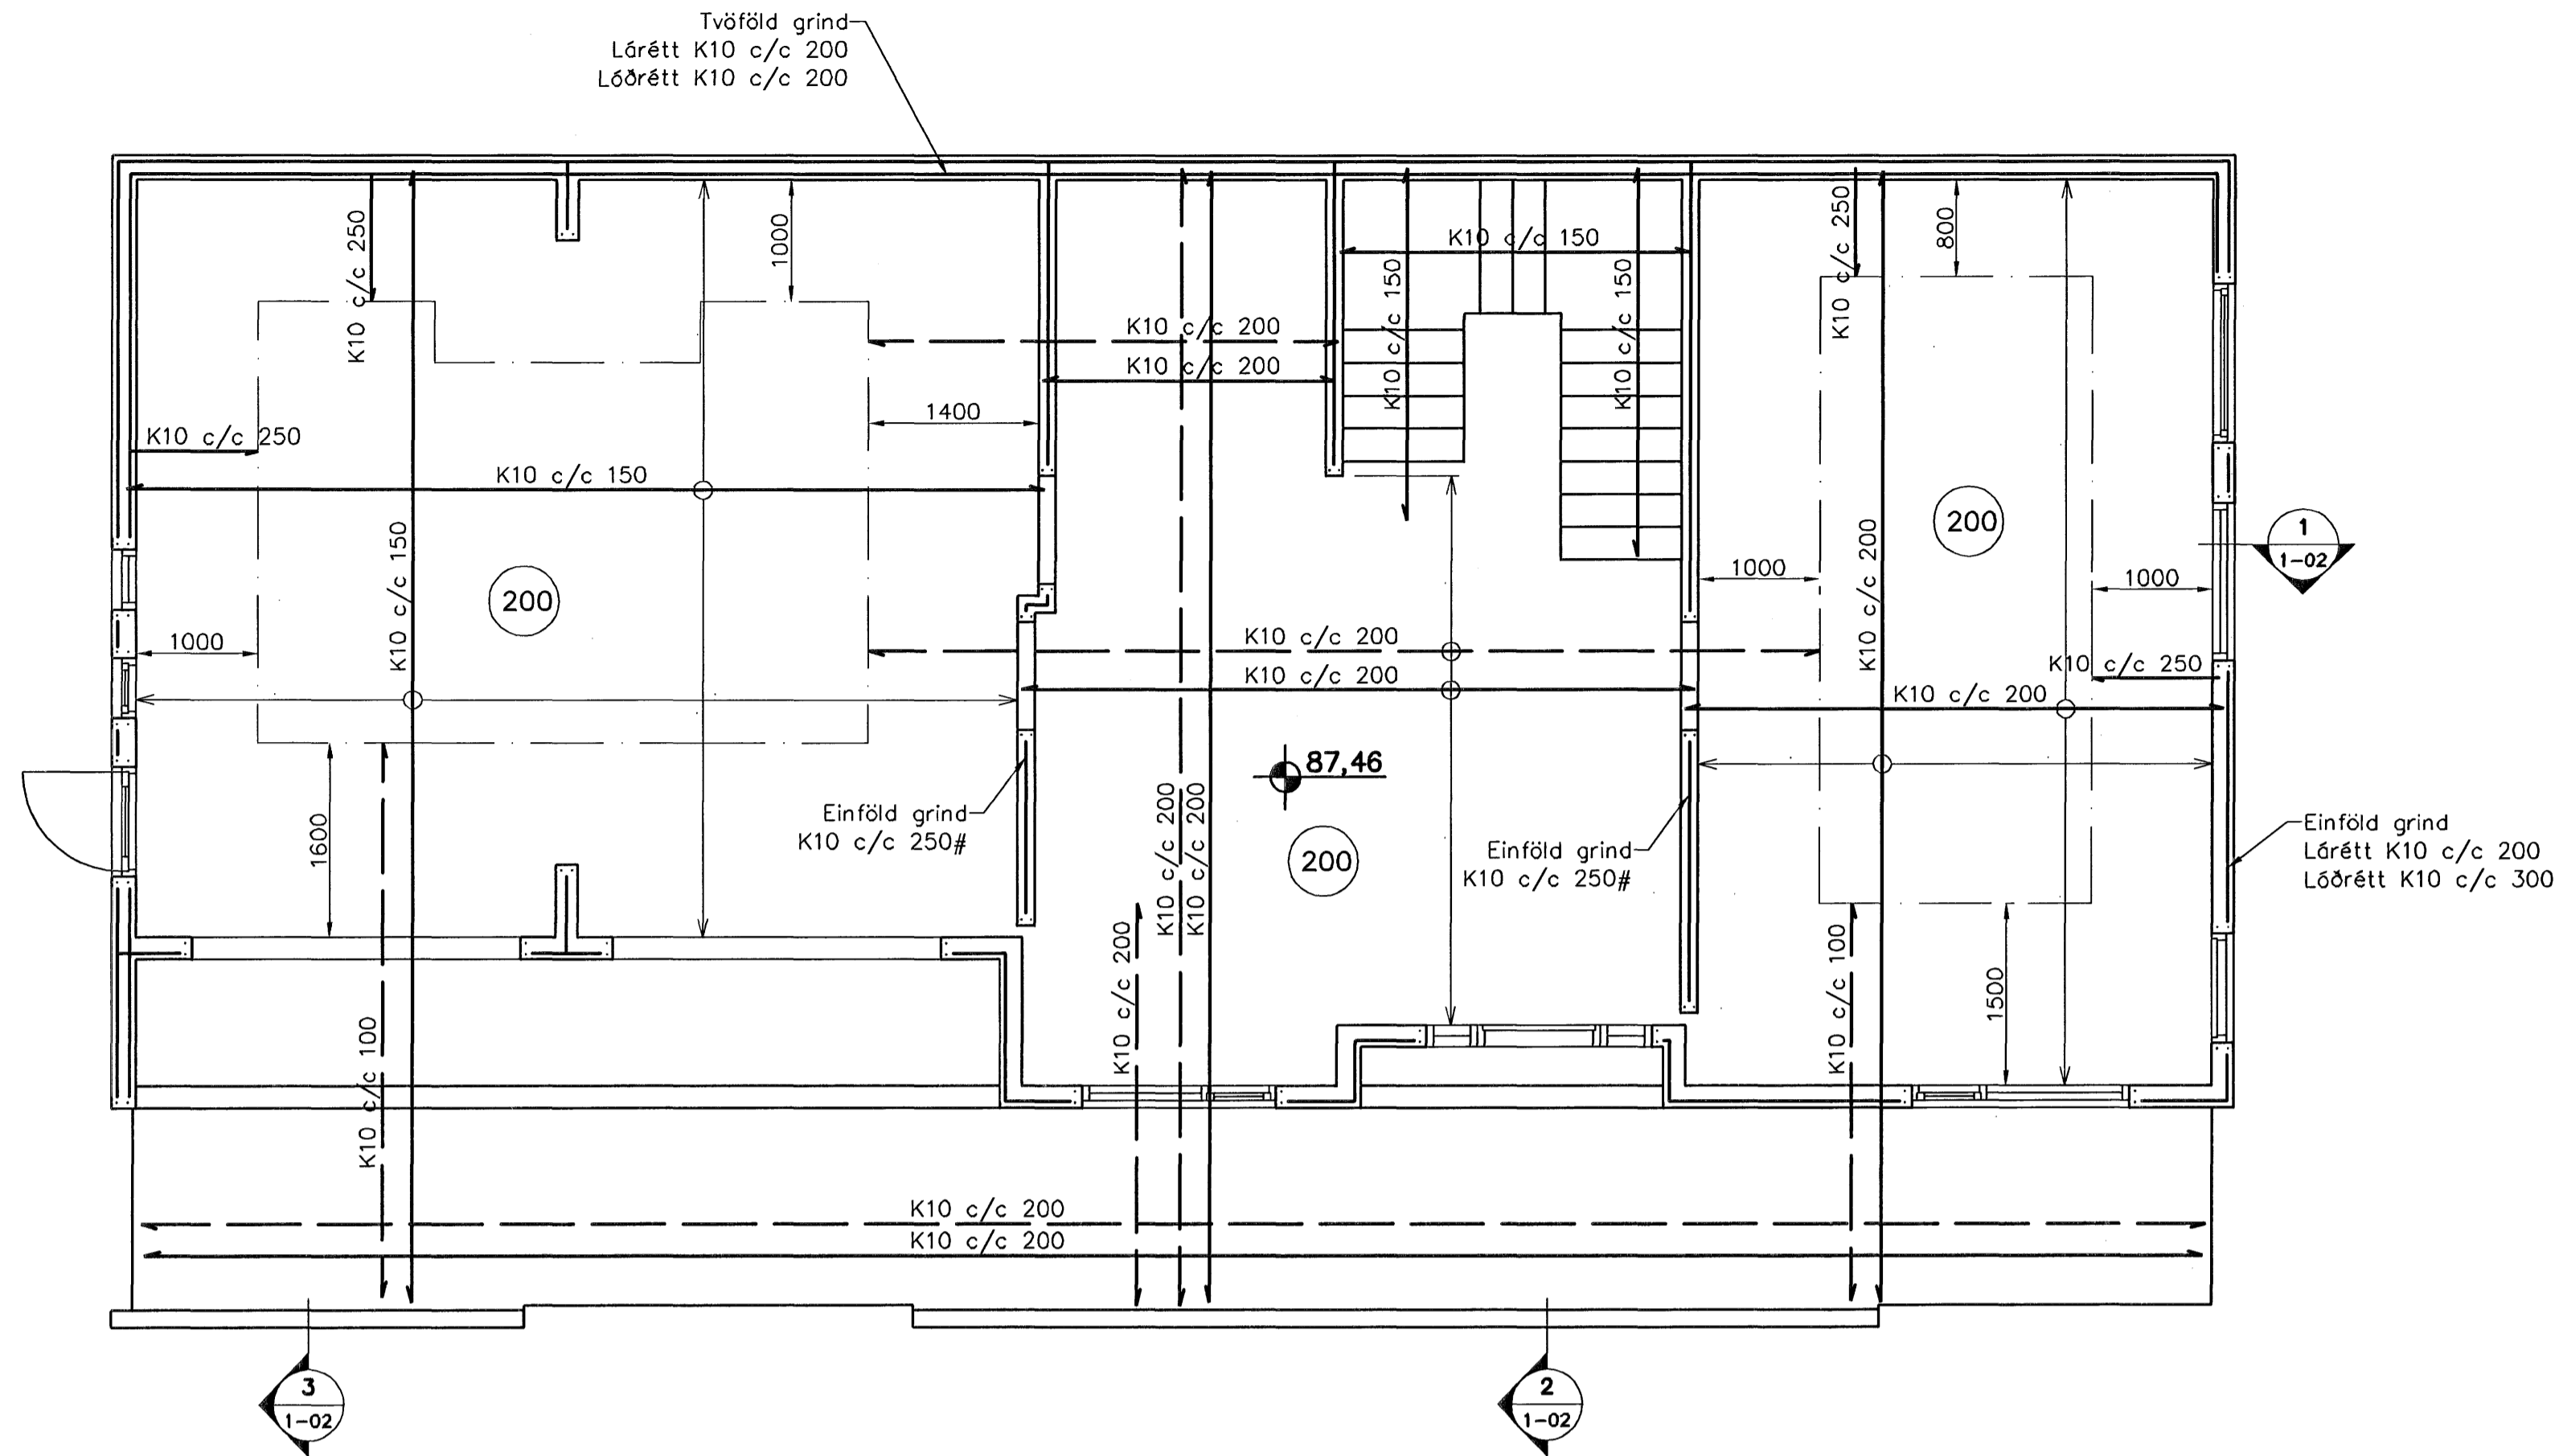 Tvöföld grind
Lárétt K10 c/c 200
Lóðrétt K10 c/c 200
K10 c/c 250
1000
K10 c/c 150
K10 c/c 150
K10 c/c 150
K10 c/c 250
800
K10 c/c 200
K10 c/c 200
1400
K10 c/c 250
K10 c/c 150
K10 c/c 150
200
1000
200
1
1-02
1000
1000
K10 c/c 200
K10 c/c 200
K10 c/c 200
K10 c/c 250
K10 c/c 200
87,46
1600
Einföld grind
K10 c/c 250#
K10 c/c 200
K10 c/c 200
200
Einföld grind
K10 c/c 250#
Einföld grind
Lárétt K10 c/c 200
Lóðrétt K10 c/c 300
K10 c/c 100
K10 c/c 200
K10 c/c 100
1500
K10 c/c 200
K10 c/c 200
3
1-02
2
1-02